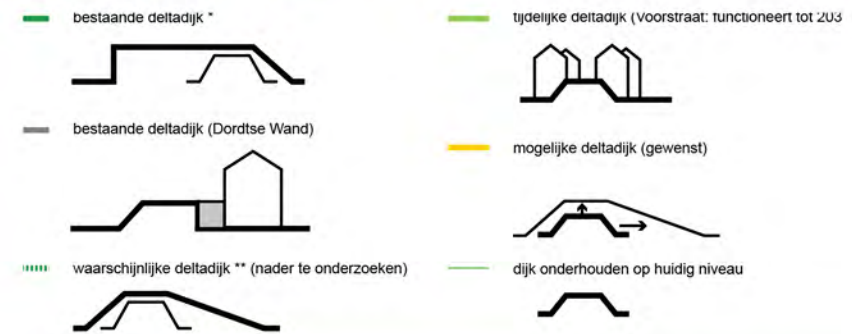 bestaande deltadijk *
bestaande deltadijk (Dordtse Wand)
waarschijnlijke deltadijk ** (nader te onderzoeken)
tijdelijke deltadijk (Voorstraat: functioneert tot 203
mogelijke deltadijk (gewenst)
dijk onderhouden op huidig niveau